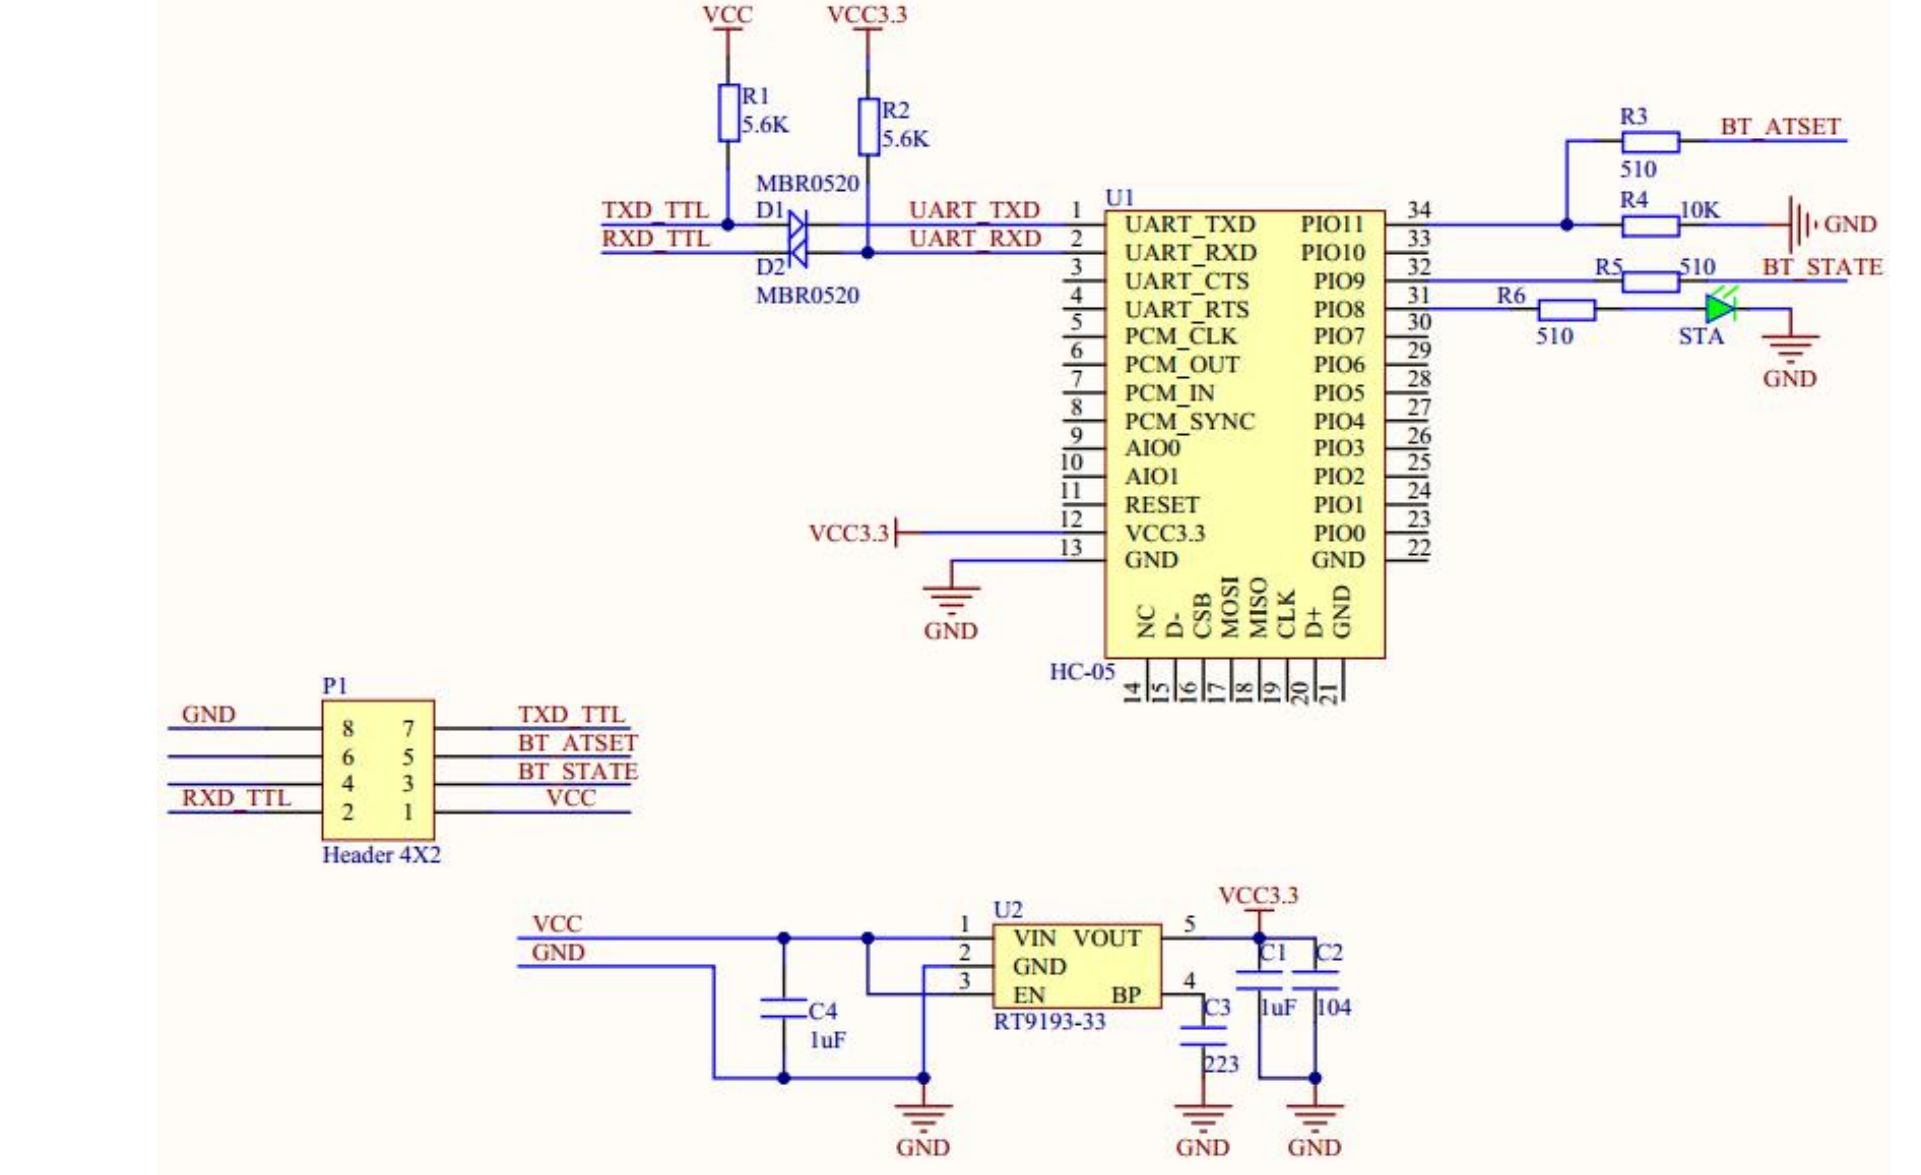 VCC
VCC3.3
R1
5.6K
R2
5.6K
MBR0520
TXD_TTL
D1
UART_TXD
RXD_TTL
D2
UART_RXD
MBR0520
U1
1
UART_TXD
PIO11
34
2
UART_RXD
PIO10
33
3
UART_CTS
PIO9
32
4
UART_RTS
PIO8
31
5
PCM_CLK
PIO7
30
6
PCM_OUT
PIO6
29
7
PCM_IN
PIO5
28
8
PCM_SYNC
PIO4
27
9
AIO0
PIO3
26
10
AIO1
PIO2
25
11
RESET
PIO1
24
12
VCC3.3
PIO0
23
13
GND
GND
22
NC
D-
CSB
MOSI
MISO
CLK
D+
GND
14
15
16
17
18
19
20
21
HC-05
VCC3.3
GND
R3
BT_ATSET
510
R4
10K
GND
R5
510
BT_STATE
R6
510
STA
GND
P1
GND
8
7
TXD_TTL
6
5
BT_ATSET
4
3
BT_STATE
RXD_TTL
2
1
VCC
Header 4X2
VCC
GND
C4
1uF
GND
U2
1
VIN
VOUT
5
2
GND
3
EN
BP
4
RT9193-33
C3
223
GND
VCC3.3
C1
1uF
C2
104
GND